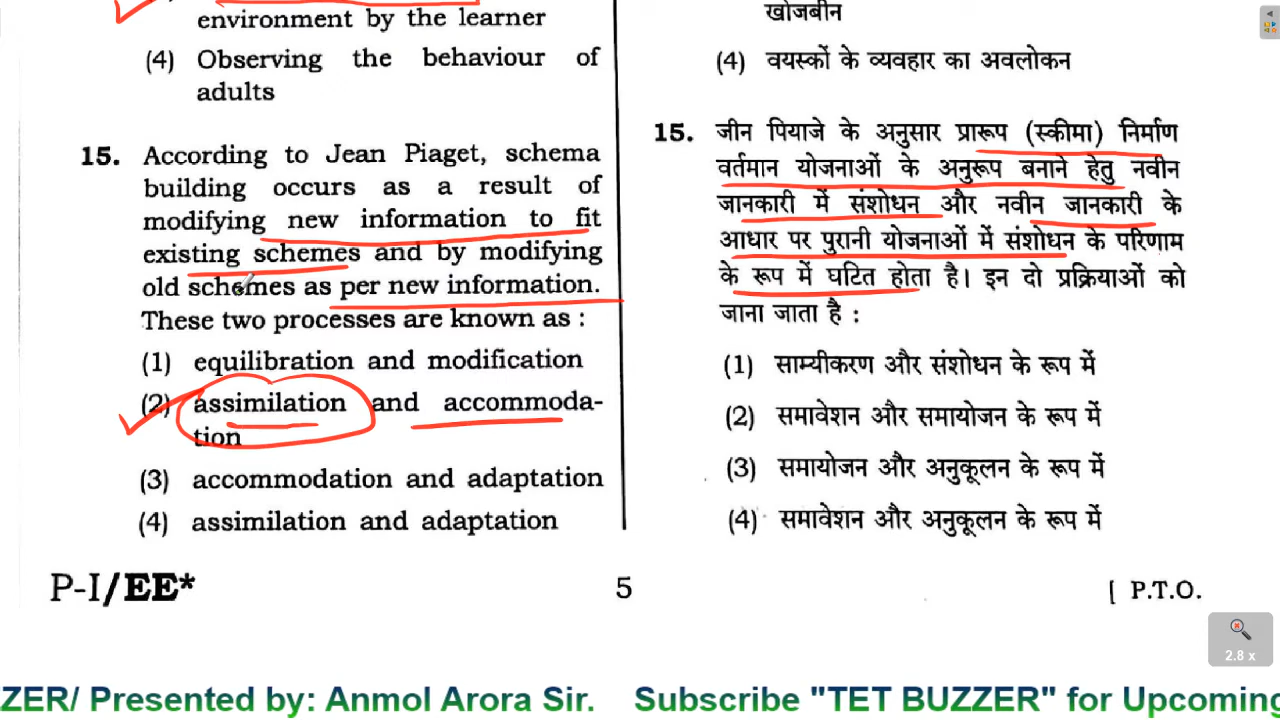 environment by the learner
(4) Observing the behaviour of
adults
15. According to Jean Piaget, schema
building occurs as a result of
modifying new information to fit
existing schemes and by modifying
old schemes as per new information.
These two processes are known as :
(1) equilibration and modification
(2) assimilation and accommoda-
tion
(3) accommodation and adaptation
(4) assimilation and adaptation
खोजबीन
(4) वयस्कों के व्यवहार का अवलोकन
15. जीन पियाजे के अनुसार प्रारूप (स्कीमा) निर्माण
वर्तमान योजनाओं के अनुरूप बनाने हेतु नवीन
जानकारी में संशोधन और नवीन जानकारी के
आधार पर पुरानी योजनाओं में संशोधन के परिणाम
के रूप में घटित होता है। इन दो प्रक्रियाओं को
जाना जाता है :
(1) साम्यीकरण और संशोधन के रूप में
(2) समावेशन और समायोजन के रूप में
(3) समायोजन और अनुकूलन के रूप में
(4) समावेशन और अनुकूलन के रूप में
P-I/EE*
5
[ P.T.O.
2.8 x
ZER/ Presented by: Anmol Arora Sir. Subscribe "TET BUZZER" for Upcoming